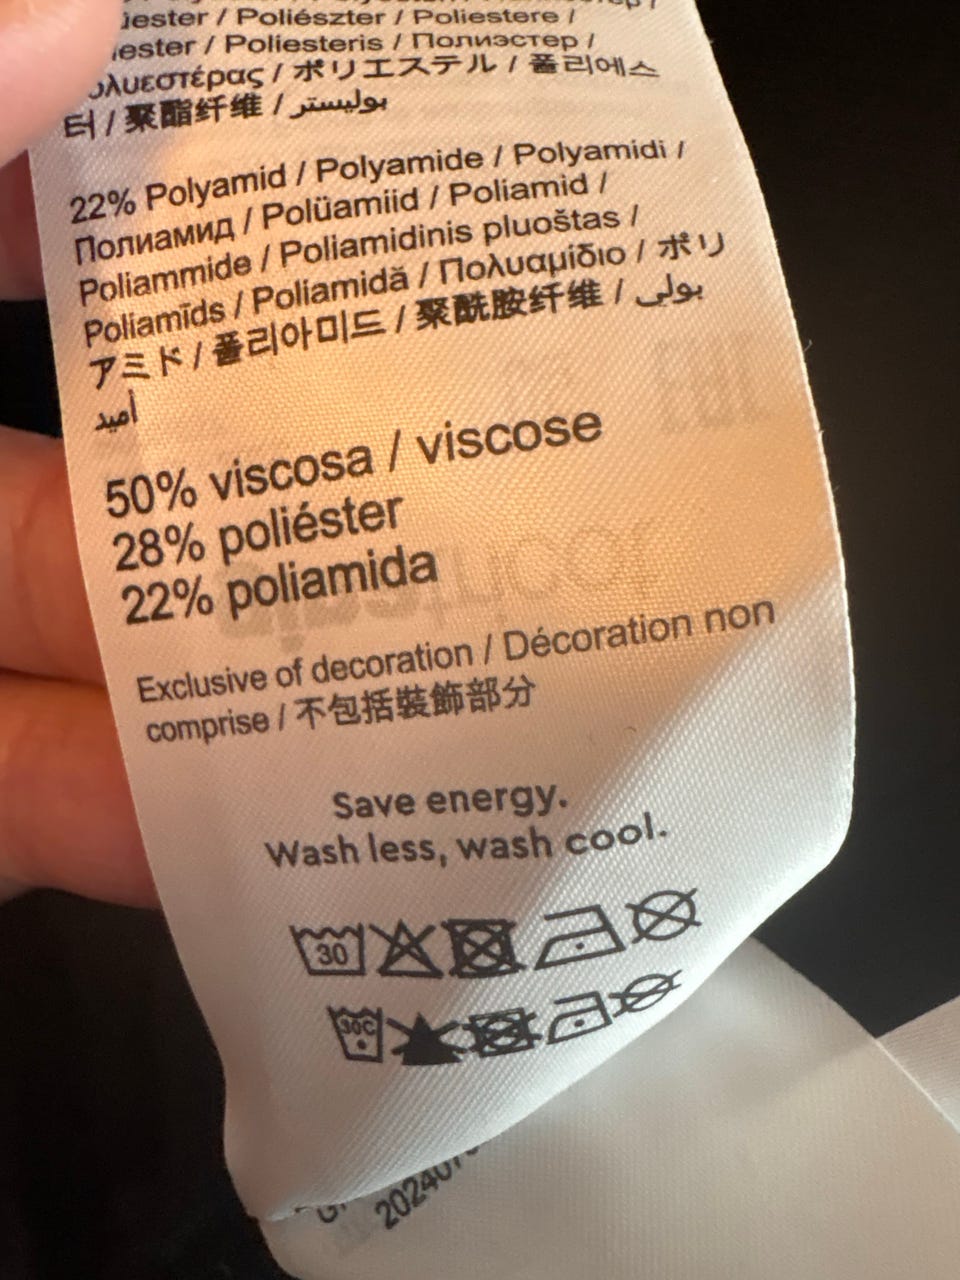 Poliészter / Poliestere /
Poliesteris / Полиэстер /
/ ポリエステル / 폴리에스
터 / 聚酯纤维 / بوليستر
22% Polyamid / Polyamide / Polyamidi /
Полиамид / Polüamiid / Poliamid /
Poliammide / Poliamidinis pluoštas /
Poliamīds / Poliamidă / Πολυαμίδιο / ポリ
アミド / 폴리아미드 / 聚酰胺纤维 / بولي
أميد
50% viscosa / viscose
28% poliéster
22% poliamida
Exclusive of decoration / Décoration non
comprise / 不包括裝飾部分
Save energy.
Wash less, wash cool.
30
30C